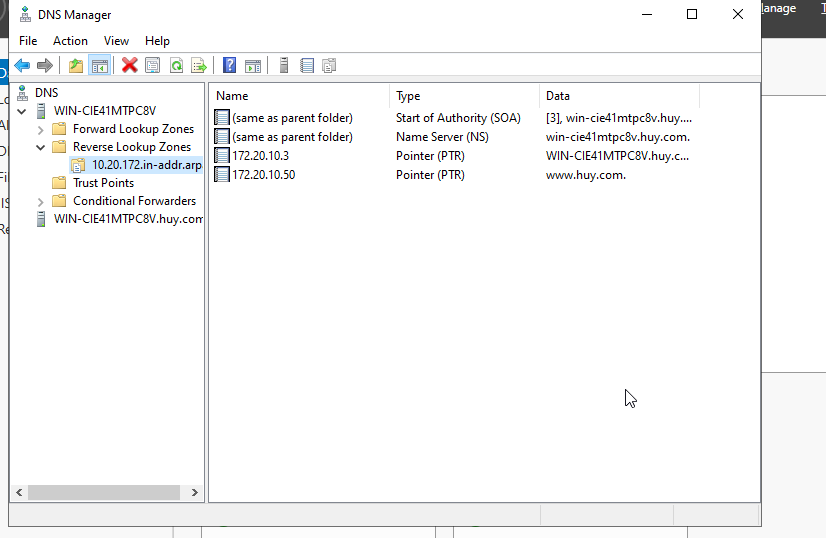 DNS Manager
anage
File Action View Help
DNS
WIN-CIE41MTPC8V
Forward Lookup Zones
Reverse Lookup Zones
10.20.172.in-addr.arp
Trust Points
Conditional Forwarders
WIN-CIE41MTPC8V.huy.com
Name Type Data
(same as parent folder) Start of Authority (SOA) [3], win-cie41mtpc8v.huy....
(same as parent folder) Name Server (NS) win-cie41mtpc8v.huy.com.
172.20.10.3 Pointer (PTR) WIN-CIE41MTPC8V.huy.c...
172.20.10.50 Pointer (PTR) www.huy.com.